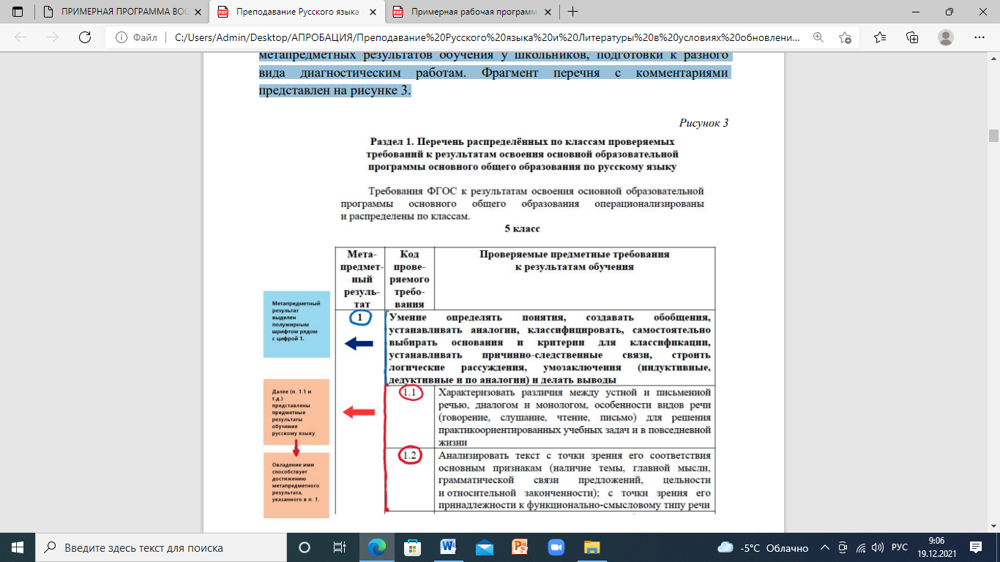 ПРИМЕРНАЯ ПРОГРАММА ВОС
Преподавание Русского языка
Примерная рабочая программ
Файл
C:/Users/Admin/Desktop/АПРОБАЦИЯ/Преподавание%20Русского%20языка%20и%20Литературы%20в%20условиях%20обновлени...
метапредметных результатов обучения у школьников, подготовки к разного
вида диагностическим работам. Фрагмент перечня с комментариями
представлен на рисунке 3.
Рисунок 3
Раздел 1. Перечень распределённых по классам проверяемых
требований к результатам освоения основной образовательной
программы основного общего образования по русскому языку
Требования ФГОС к результатам освоения основной образовательной
программы основного общего образования операционализированы
и распределены по классам.
5 класс
Мета-
предмет-
ный
резуль-
тат
Код
прове-
ряемого
требо-
вания
Проверяемые предметные требования
к результатам обучения
Метапредметный
результат
выделен
полужирным
шрифтом рядом
с цифрой 1.
1
Умение определять понятия, создавать обобщения,
устанавливать аналогии, классифицировать, самостоятельно
выбирать основания и критерии для классификации,
устанавливать причинно-следственные связи, строить
логические рассуждения, умозаключения (индуктивные,
дедуктивные и по аналогии) и делать выводы
Далее (п. 1.1 и
т.д.)
представлены
предметные
результаты
обучения
русскому языку.
1.1
Характеризовать различия между устной и письменной
речью, диалогом и монологом, особенности видов речи
(говорение, слушание, чтение, письмо) для решения
практикоориентированных учебных задач и в повседневной
жизни
Овладение ими
способствует
достижению
метапредметного
результата,
указанного в п. 1.
1.2
Анализировать текст с точки зрения его соответствия
основным признакам (наличие темы, главной мысли,
грамматической связи предложений, цельности
и относительной законченности); с точки зрения его
принадлежности к функционально-смысловому типу речи
Введите здесь текст для поиска
-5°C Облачно
РУС
9:06
19.12.2021